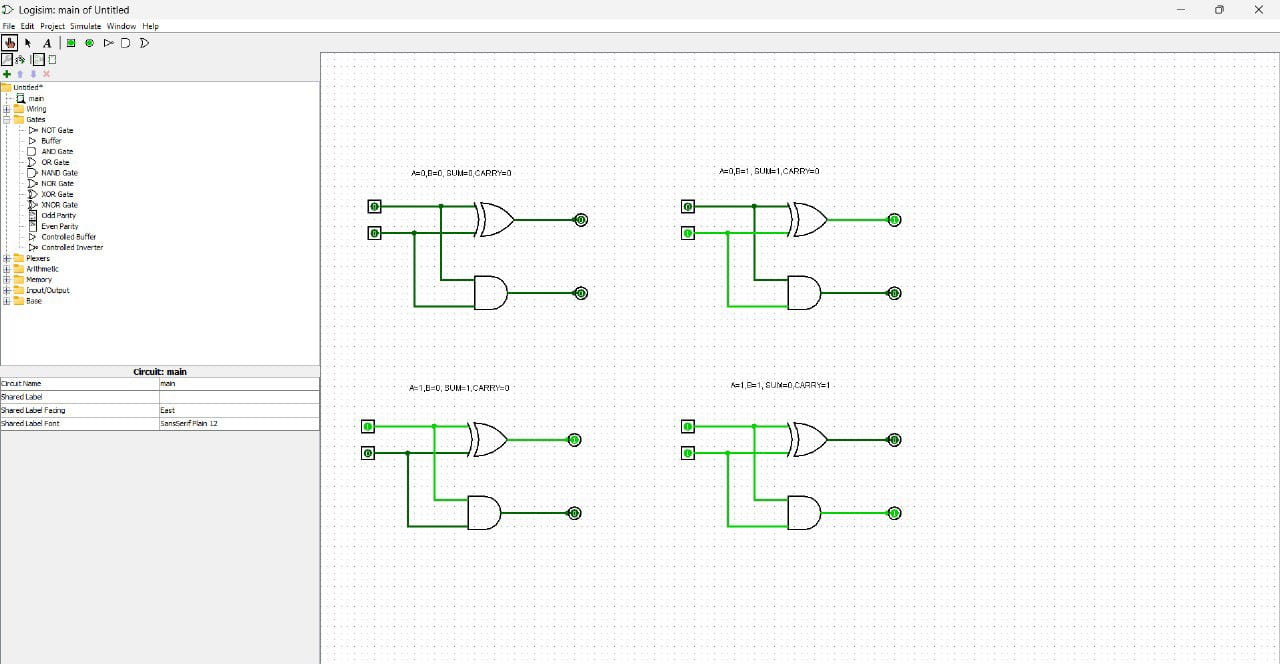 Logisim: main of Untitled
File Edit Project Simulate Window Help
A
Untitled*
main
Wiring
Gates
NOT Gate
Buffer
AND Gate
OR Gate
NAND Gate
NOR Gate
XOR Gate
XNOR Gate
Odd Parity
Even Parity
Controlled Buffer
Controlled Inverter
Plexers
Arithmetic
Memory
Input/Output
Base
Circuit: main
Circuit Name main
Shared Label
Shared Label Facing East
Shared Label Font SansSerif Plain 12
A=0,B=0, SUM=0,CARRY=0
A=0,B=1, SUM=1,CARRY=0
0 0
0
0
0 1
1
0
A=1,B=0, SUM=1,CARRY=0
A=1,B=1, SUM=0,CARRY=1
1 1
0
0
1 0
1
1